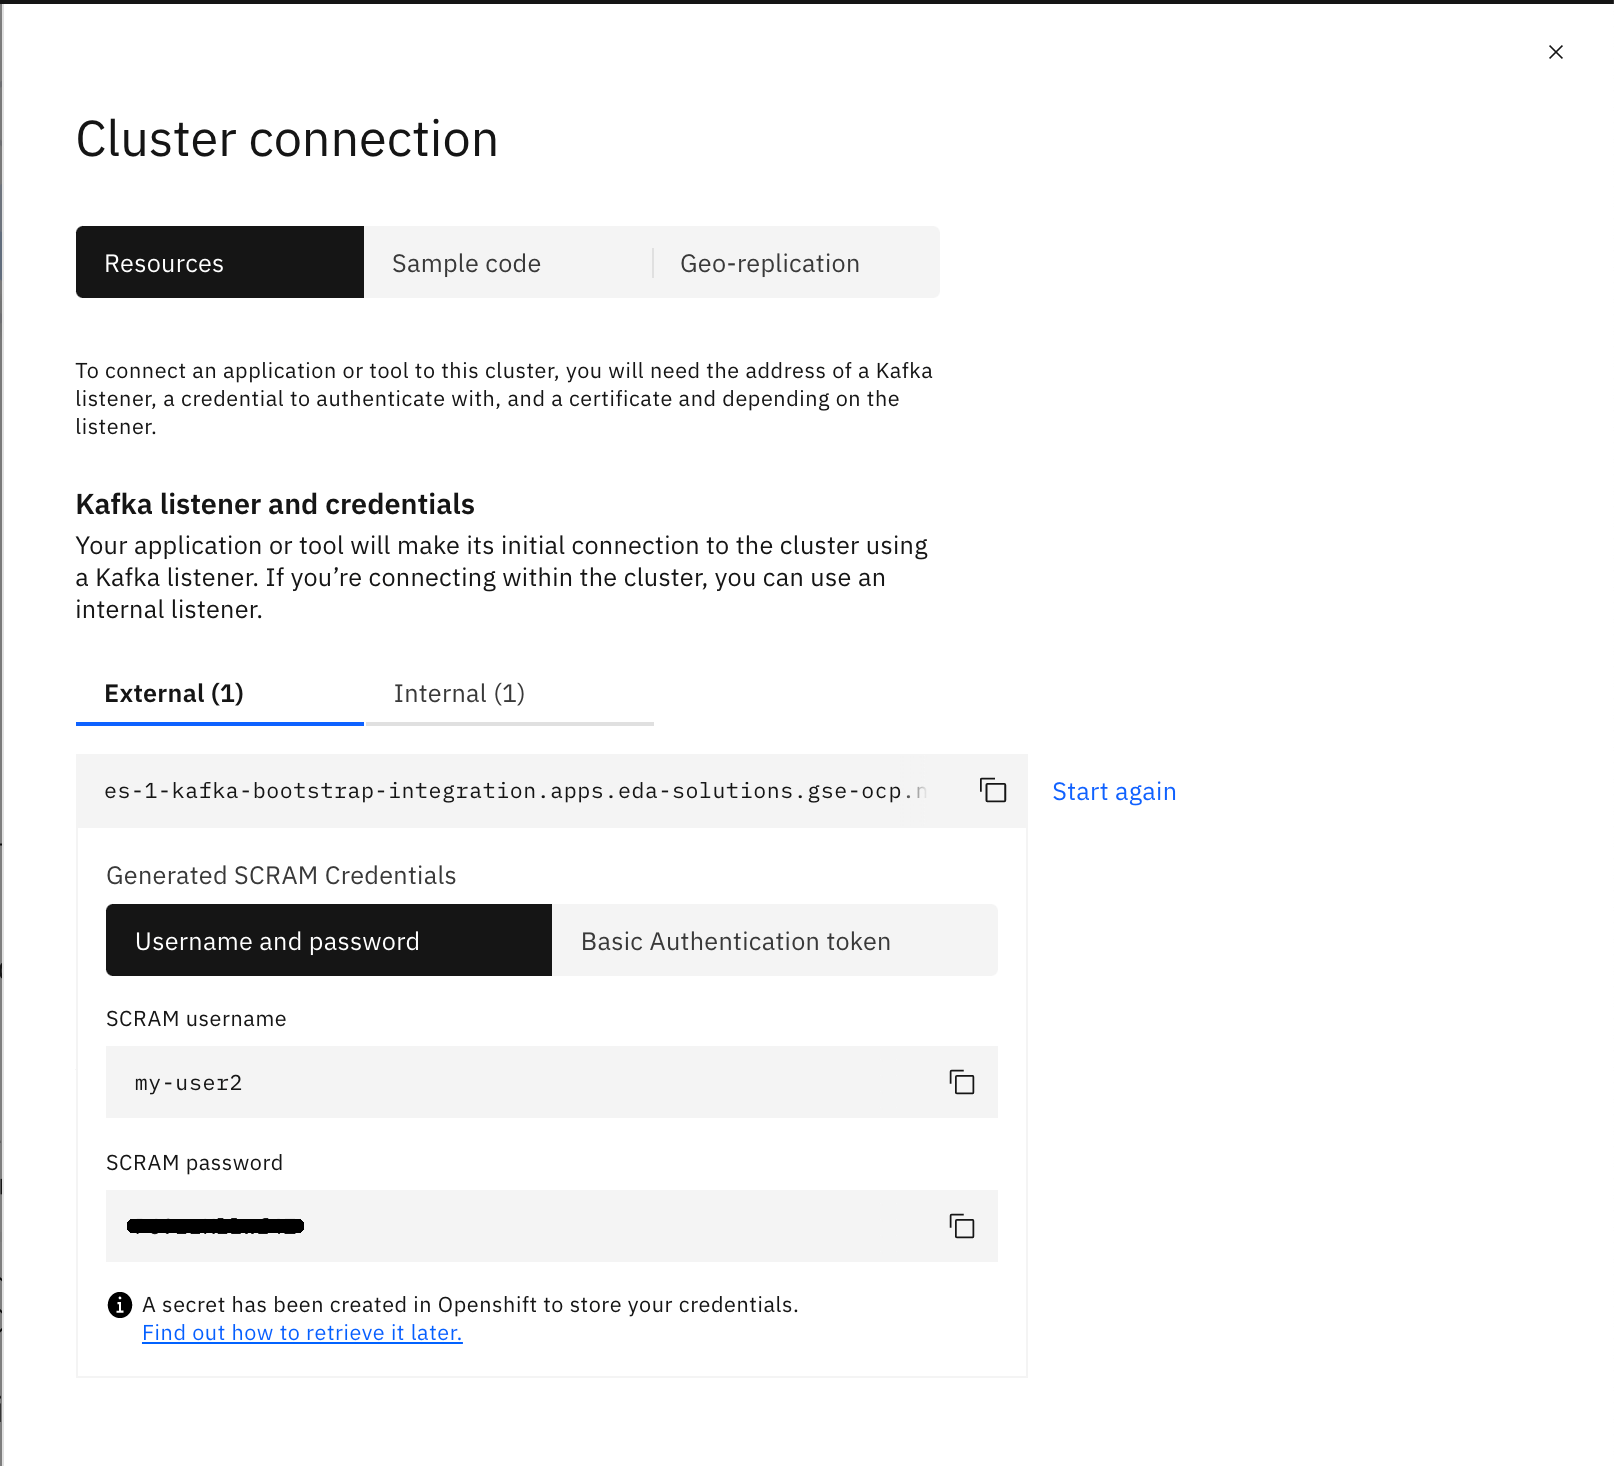 Cluster connection
Resources
Sample code
Geo-replication
To connect an application or tool to this cluster, you will need the address of a Kafka
listener, a credential to authenticate with, and a certificate and depending on the
listener.
Kafka listener and credentials
Your application or tool will make its initial connection to the cluster using
a Kafka listener. If you’re connecting within the cluster, you can use an
internal listener.
External (1)
Internal (1)
es-1-kafka-bootstrap-integration.apps.eda-solutions.gse-ocp.n
Start again
Generated SCRAM Credentials
Username and password
Basic Authentication token
SCRAM username
my-user2
SCRAM password
A secret has been created in Openshift to store your credentials.
Find out how to retrieve it later.